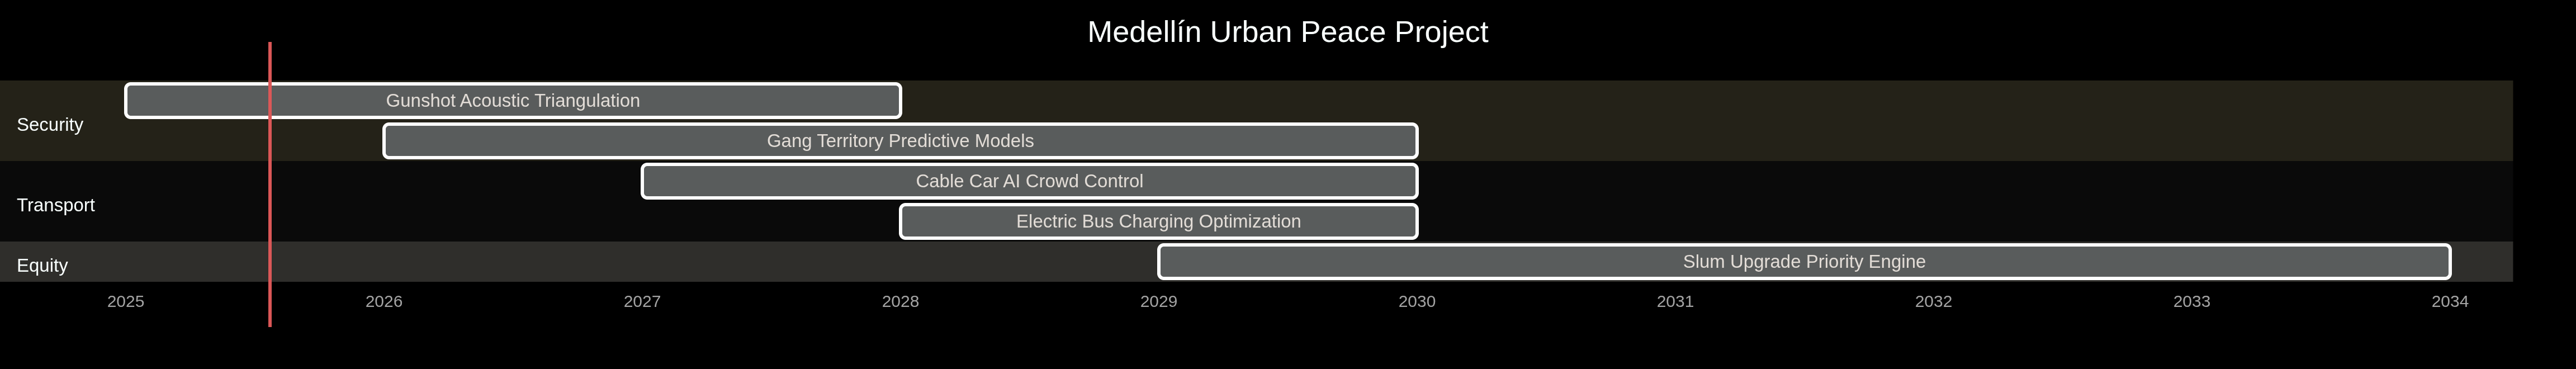 Medellín Urban Peace Project
Security
Gunshot Acoustic Triangulation
Gang Territory Predictive Models
Transport
Cable Car AI Crowd Control
Electric Bus Charging Optimization
Equity
Slum Upgrade Priority Engine
2025 2026 2027 2028 2029 2030 2031 2032 2033 2034